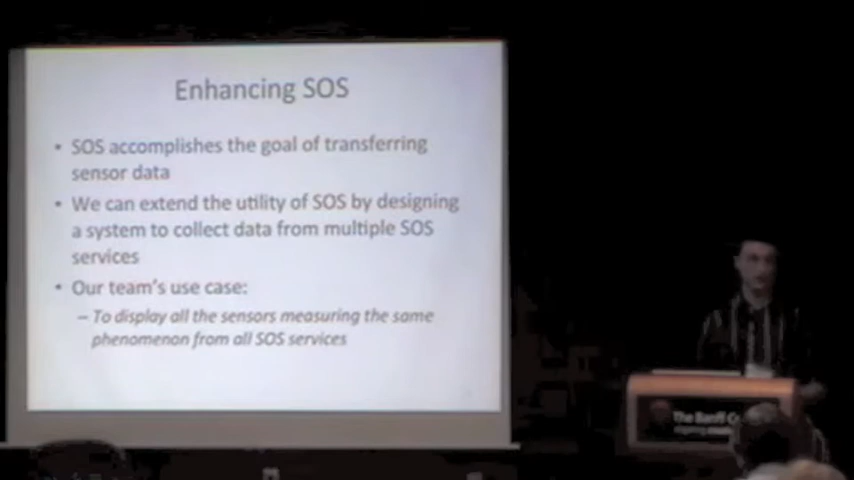 Enhancing SOS
• SOS accomplishes the goal of transferring
sensor data
• We can extend the utility of SOS by designing
a system to collect data from multiple SOS
services
• Our team's use case:
– To display all the sensors measuring the same
phenomenon from all SOS services
The Banff